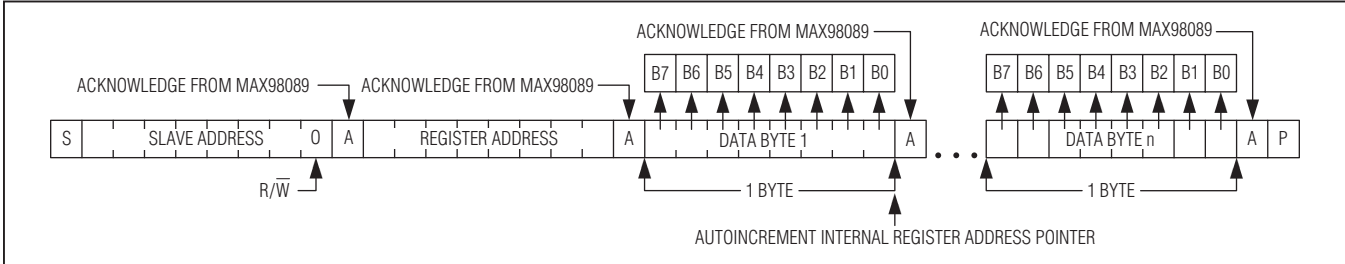 ACKNOWLEDGE FROM MAX98089 ACKNOWLEDGE FROM MAX98089
B7 B6 B5 B4 B3 B2 B1 B0 B7 B6 B5 B4 B3 B2 B1 B0
ACKNOWLEDGE FROM MAX98089 ACKNOWLEDGE FROM MAX98089
S SLAVE ADDRESS 0 A REGISTER ADDRESS A DATA BYTE 1 A ... DATA BYTE n A P
R/W̅ 1 BYTE 1 BYTE
AUTOINCREMENT INTERNAL REGISTER ADDRESS POINTER